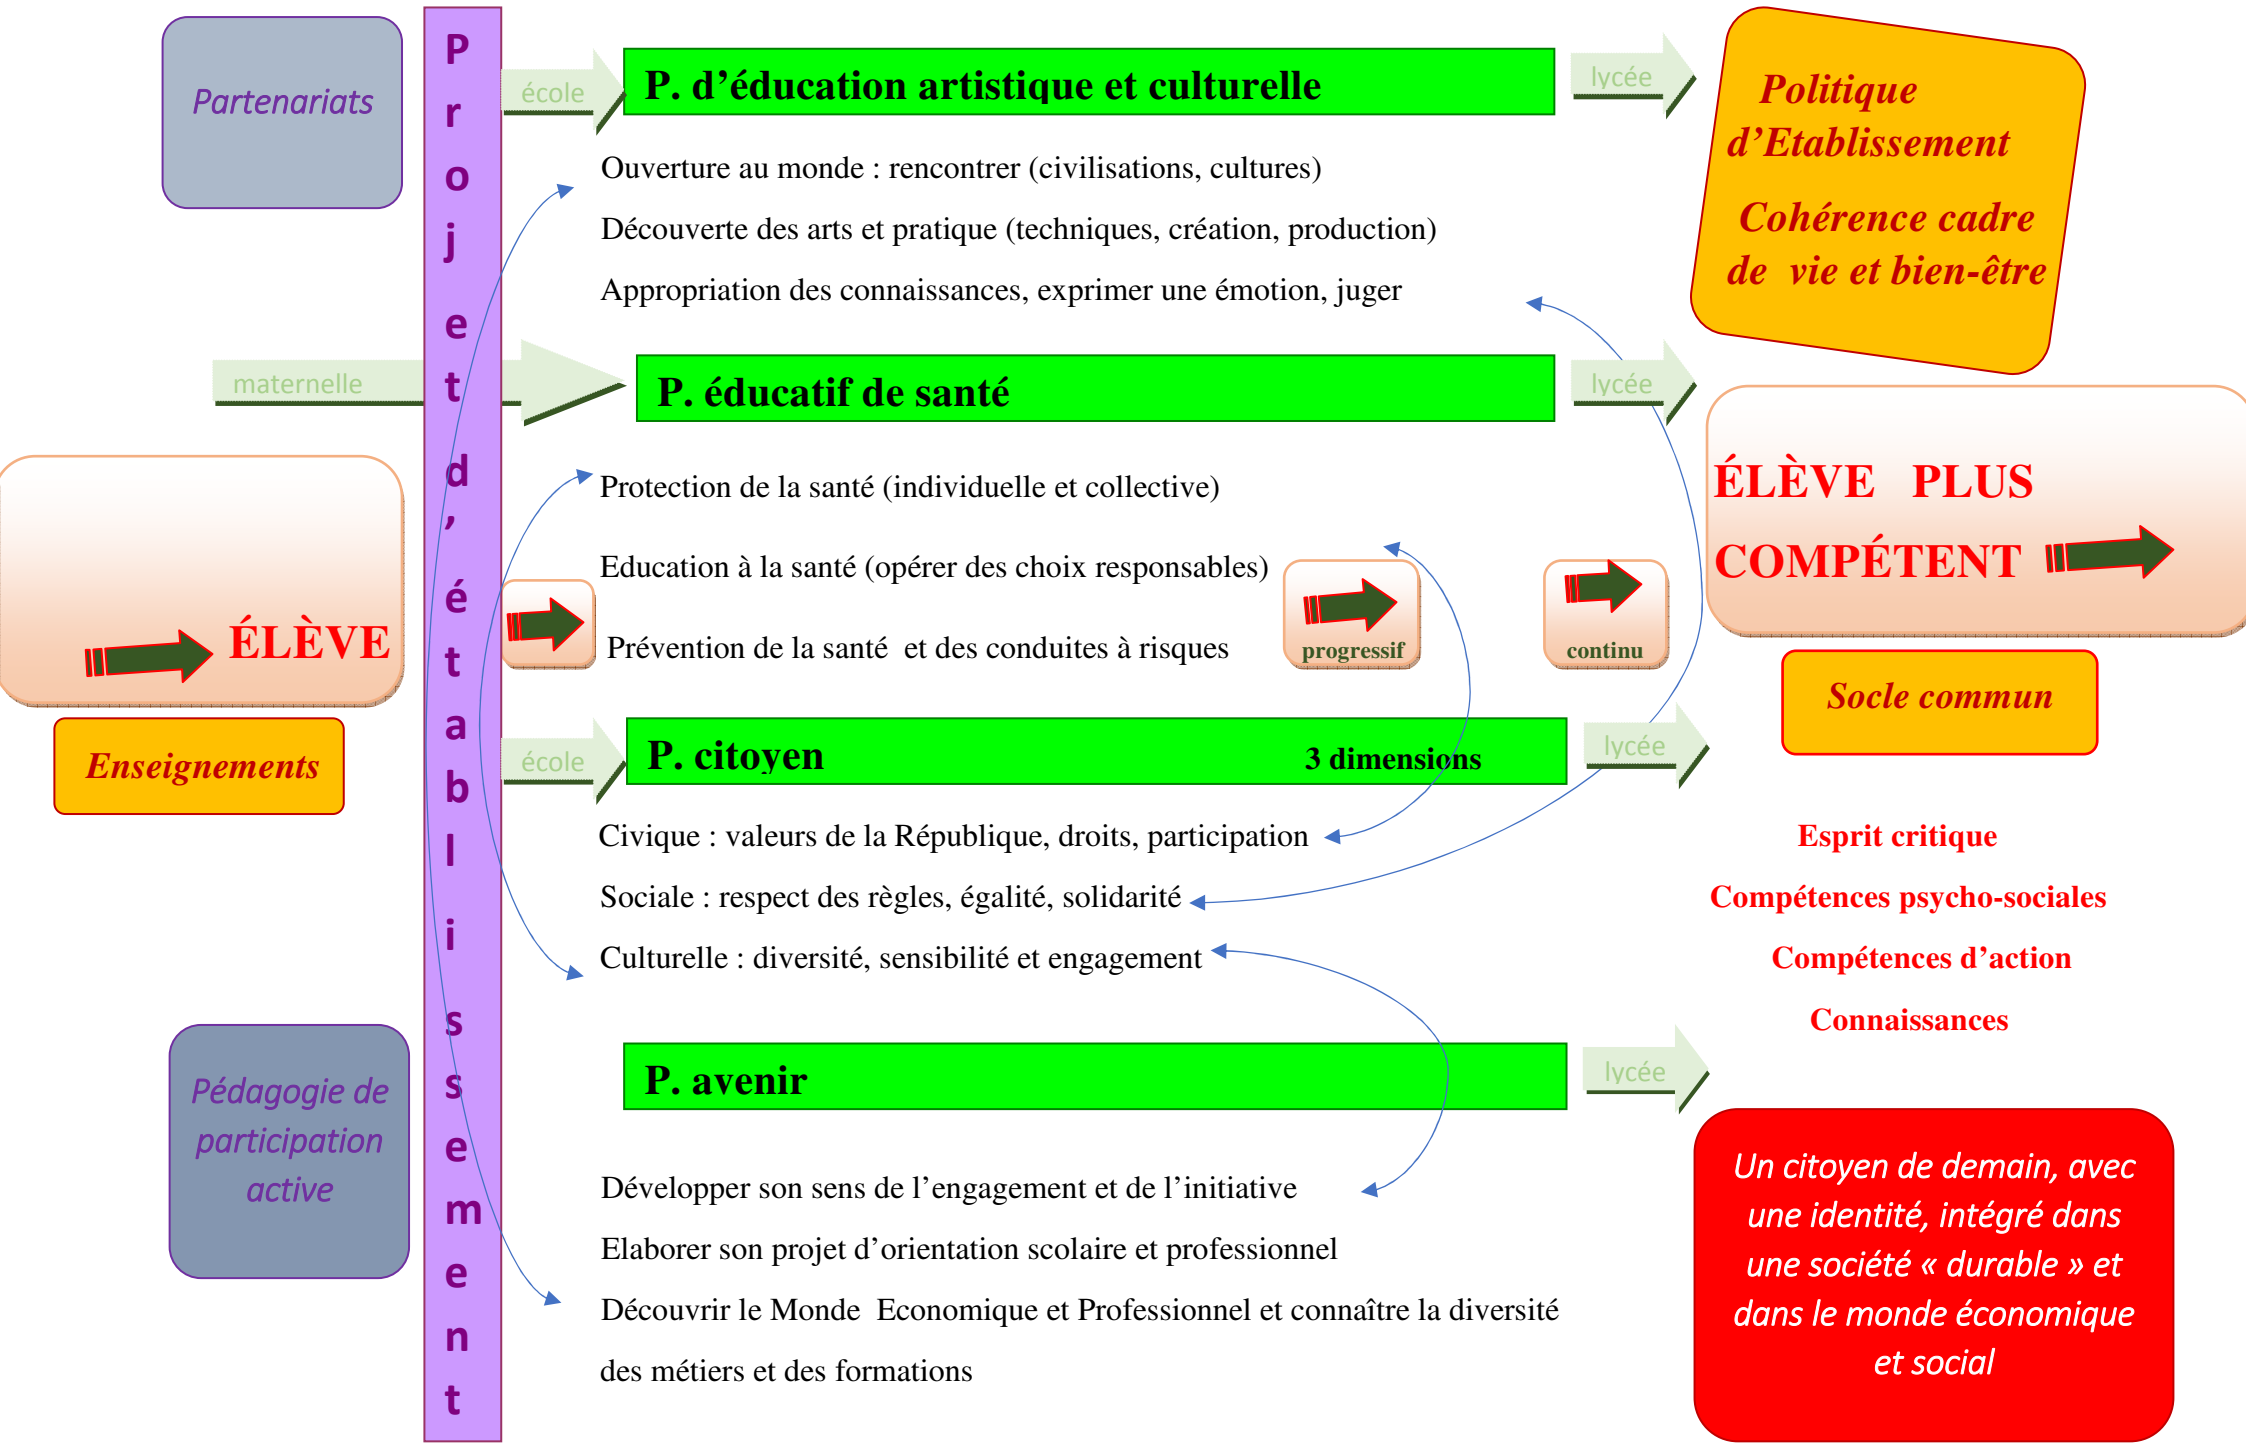 Partenariats
Projet d’établissement
école
P. d’éducation artistique et culturelle
lycée
Politique
d’Etablissement
Cohérence cadre
de vie et bien-être
Ouverture au monde : rencontrer (civilisations, cultures)
Découverte des arts et pratique (techniques, création, production)
Appropriation des connaissances, exprimer une émotion, juger
maternelle
P. éducatif de santé
lycée
Protection de la santé (individuelle et collective)
Education à la santé (opérer des choix responsables)
Prévention de la santé et des conduites à risques
progressif
continu
ÉLÈVE PLUS
COMPÉTENT
ÉLÈVE
Enseignements
Socle commun
école
P. citoyen 3 dimensions
lycée
Civique : valeurs de la République, droits, participation
Sociale : respect des règles, égalité, solidarité
Culturelle : diversité, sensibilité et engagement
Esprit critique
Compétences psycho-sociales
Compétences d’action
Connaissances
Pédagogie de
participation
active
P. avenir
lycée
Développer son sens de l’engagement et de l’initiative
Elaborer son projet d’orientation scolaire et professionnel
Découvrir le Monde Economique et Professionnel et connaître la diversité
des métiers et des formations
Un citoyen de demain, avec
une identité, intégré dans
une société « durable » et
dans le monde économique
et social